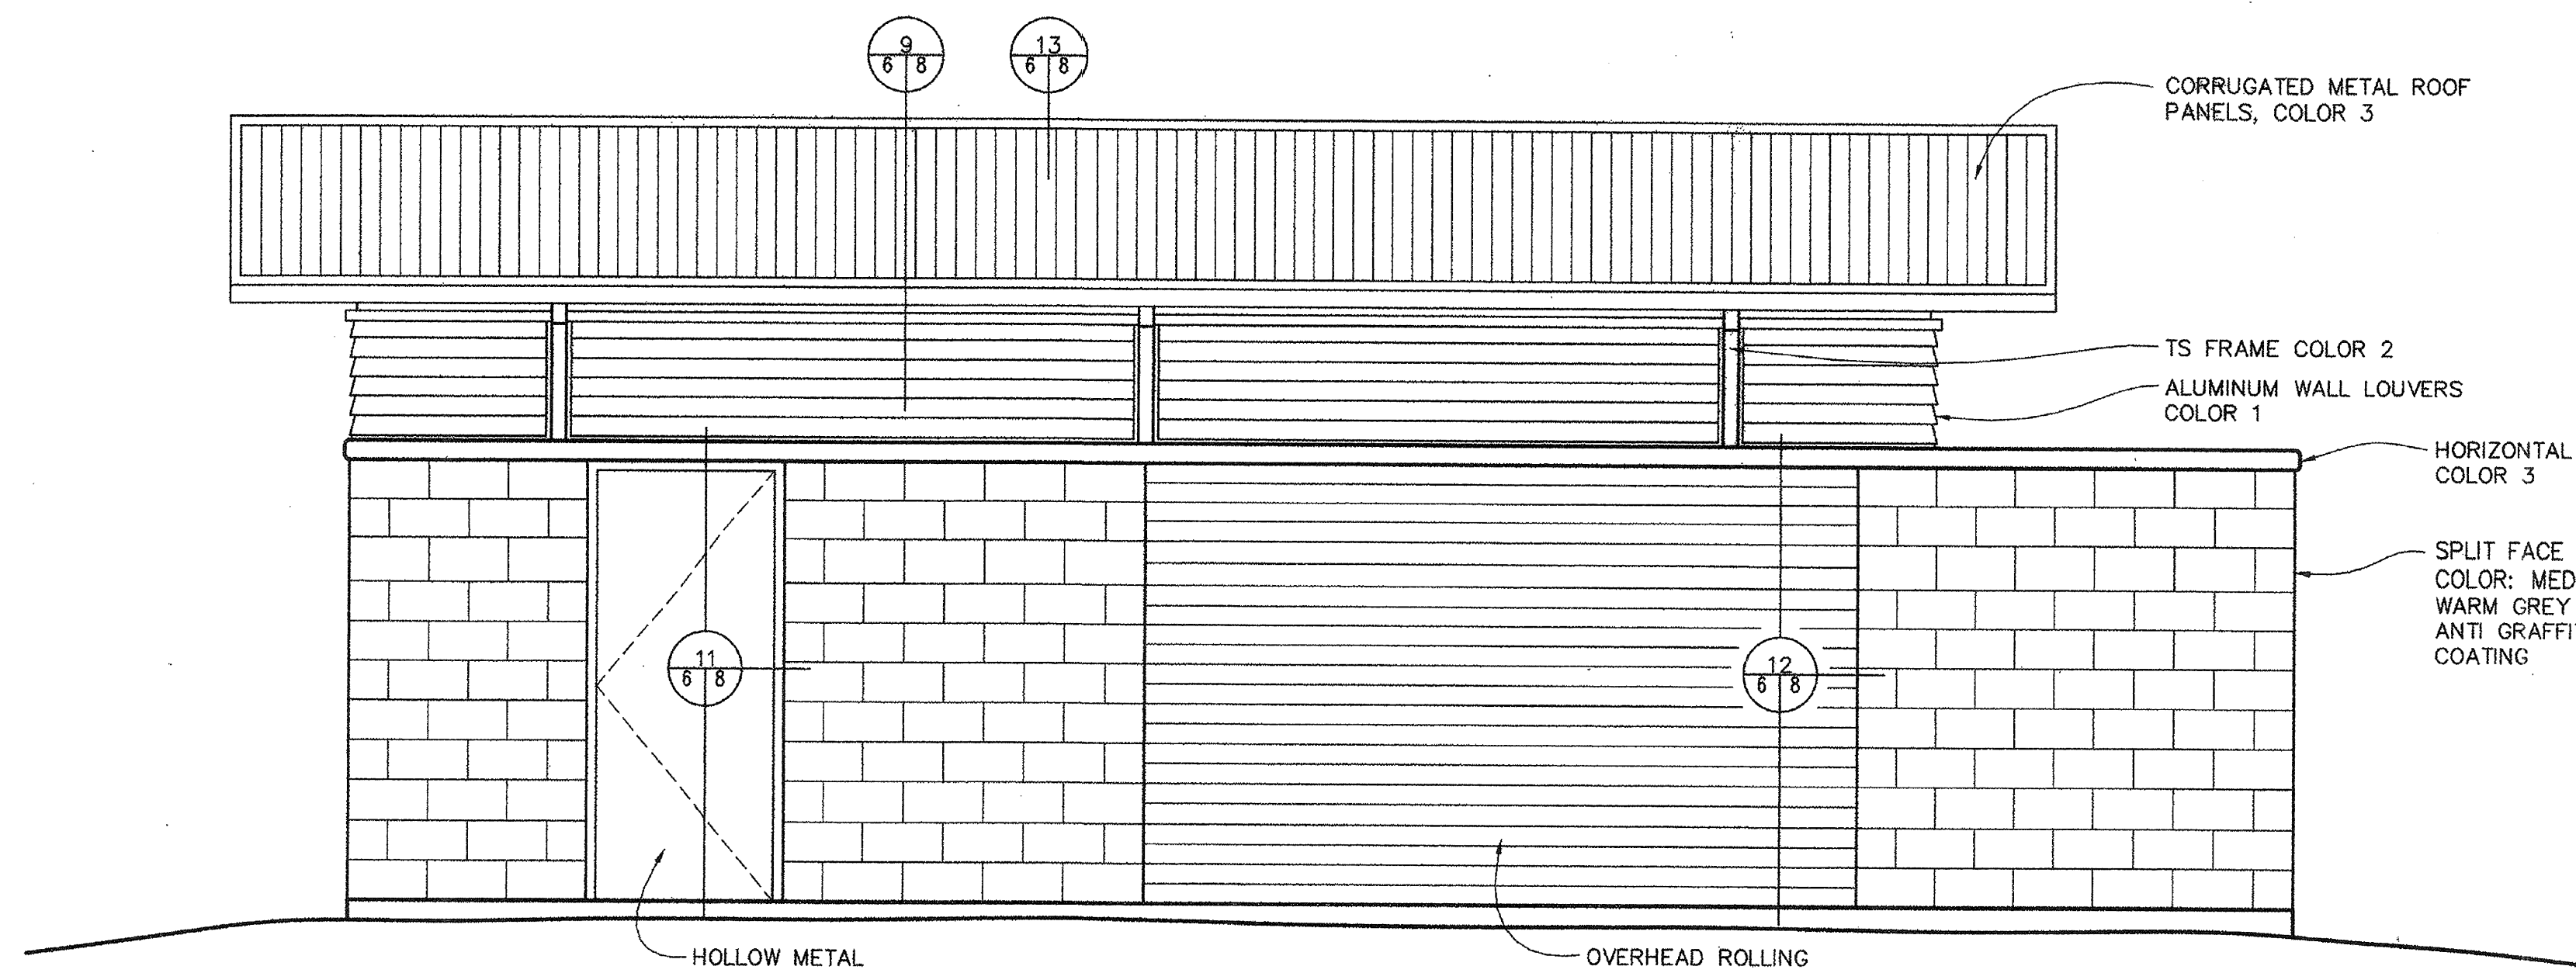 9
6 8
13
6 8
CORRUGATED METAL ROOF
PANELS, COLOR 3
TS FRAME COLOR 2
ALUMINUM WALL LOUVERS
COLOR 1
HORIZONTAL
COLOR 3
SPLIT FACE
COLOR: MED
WARM GREY
ANTI GRAFFI
COATING
11
6 8
12
6 8
HOLLOW METAL
OVERHEAD ROLLING